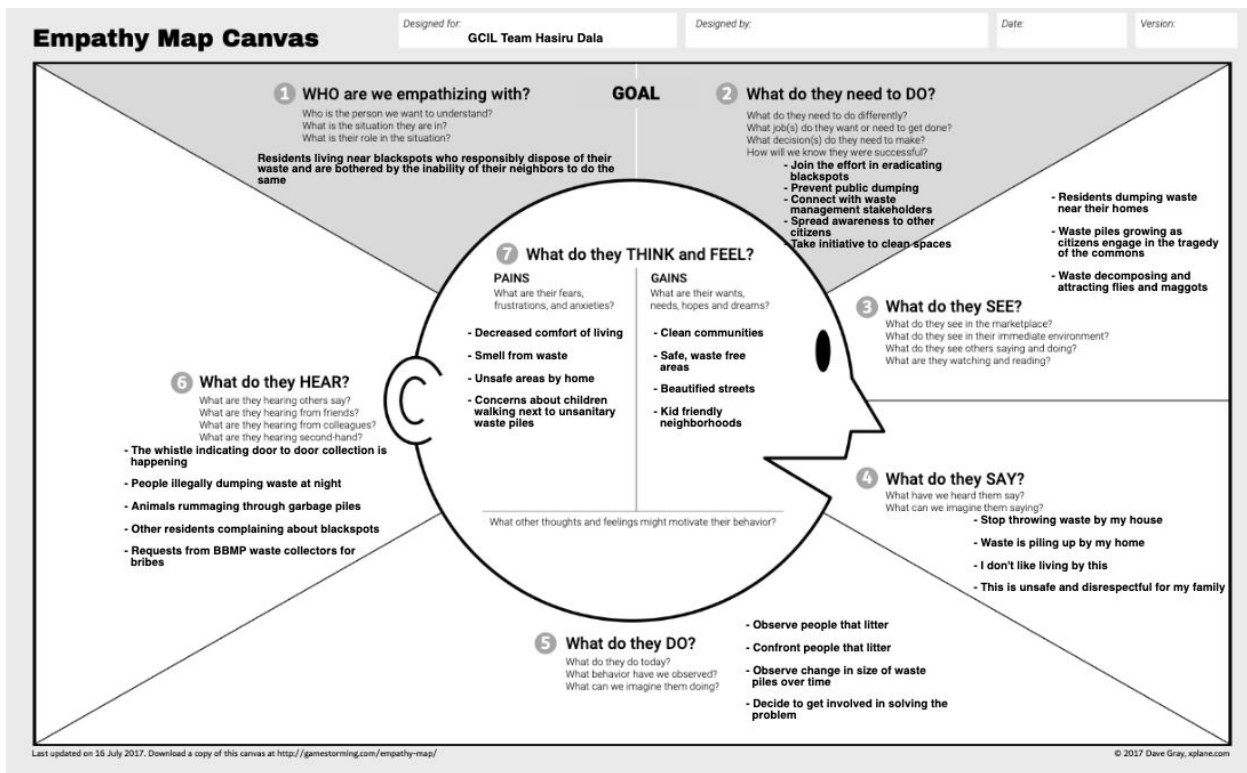 Empathy Map Canvas
Designed for:
GCIL Team Hasiru Dala
Designed by:
Date:
Version:
1 WHO are we empathizing with?
Who is the person we want to understand?
What is the situation they are in?
What is their role in the situation?
Residents living near blackspots who responsibly dispose of their
waste and are bothered by the inability of their neighbors to do the
same
GOAL
2 What do they need to DO?
What do they need to do differently?
What job(s) do they want or need to get done?
What decision(s) do they need to make?
How will we know they were successful?
- Join the effort in eradicating
blackspots
- Prevent public dumping
- Connect with waste
management stakeholders
- Spread awareness to other
citizens
- Take initiative to clean spaces
- Residents dumping waste
near their homes
- Waste piles growing as
citizens engage in the tragedy
of the commons
- Waste decomposing and
attracting flies and maggots
3 What do they SEE?
What do they see in the marketplace?
What do they see in their immediate environment?
What do they see others saying and doing?
What are they watching and reading?
4 What do they SAY?
What have we heard them say?
What can we imagine them saying?
- Stop throwing waste by my house
- Waste is piling up by my home
- I don't like living by this
- This is unsafe and disrespectful for my family
5 What do they DO?
What do they do today?
What behavior have we observed?
What can we imagine them doing?
- Observe people that litter
- Confront people that litter
- Observe change in size of waste
piles over time
- Decide to get involved in solving the
problem
6 What do they HEAR?
What are they hearing others say?
What are they hearing from friends?
What are they hearing from colleagues?
What are they hearing second-hand?
- The whistle indicating door to door collection is
happening
- People illegally dumping waste at night
- Animals rummaging through garbage piles
- Other residents complaining about blackspots
- Requests from BBMP waste collectors for
bribes
7 What do they THINK and FEEL?
PAINS
What are their fears,
frustrations, and anxieties?
- Decreased comfort of living
- Smell from waste
- Unsafe areas by home
- Concerns about children
walking next to unsanitary
waste piles
GAINS
What are their wants,
needs, hopes and dreams?
- Clean communities
- Safe, waste free
areas
- Beautified streets
- Kid friendly
neighborhoods
What other thoughts and feelings might motivate their behavior?
Last updated on 16 July 2017. Download a copy of this canvas at http://gamestorming.com/empathy-map/
© 2017 Dave Gray, xplane.com